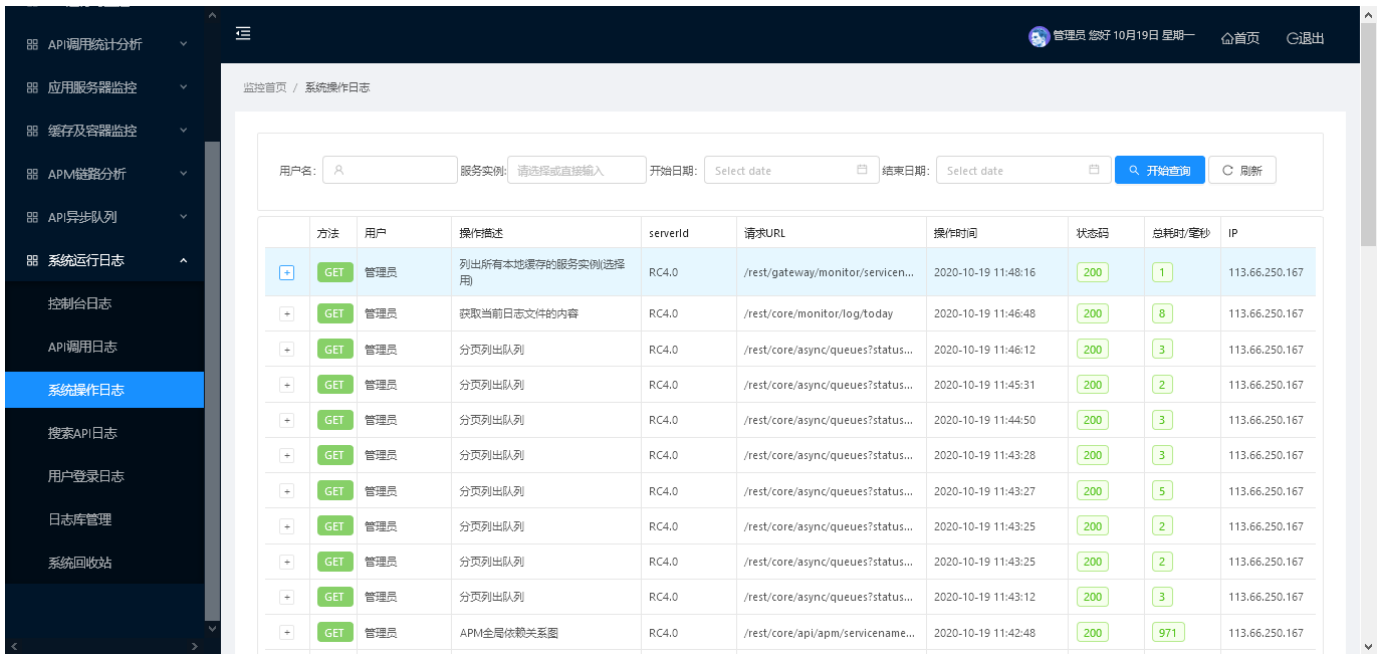 API调用统计分析
应用服务器监控
缓存及容器监控
APM链路分析
API异步队列
系统运行日志
控制台日志
API调用日志
系统操作日志
搜索API日志
用户登录日志
日志库管理
系统回收站
管理员 您好 10月19日 星期一 首页 退出
监控首页 / 系统操作日志
用户名: 服务实例: 请选择或直接输入 开始日期: Select date 结束日期: Select date 开始查询 刷新
方法 用户 操作描述 serverId 请求URL 操作时间 状态码 总耗时/毫秒 IP
+ GET 管理员 列出所有本地缓存的服务实例(选择用) RC4.0 /rest/gateway/monitor/servicen... 2020-10-19 11:48:16 200 1 113.66.250.167
+ GET 管理员 获取当前日志文件的内容 RC4.0 /rest/core/monitor/log/today 2020-10-19 11:46:48 200 8 113.66.250.167
+ GET 管理员 分页列出队列 RC4.0 /rest/core/async/queues?status... 2020-10-19 11:46:12 200 3 113.66.250.167
+ GET 管理员 分页列出队列 RC4.0 /rest/core/async/queues?status... 2020-10-19 11:45:31 200 2 113.66.250.167
+ GET 管理员 分页列出队列 RC4.0 /rest/core/async/queues?status... 2020-10-19 11:44:50 200 3 113.66.250.167
+ GET 管理员 分页列出队列 RC4.0 /rest/core/async/queues?status... 2020-10-19 11:43:28 200 3 113.66.250.167
+ GET 管理员 分页列出队列 RC4.0 /rest/core/async/queues?status... 2020-10-19 11:43:27 200 5 113.66.250.167
+ GET 管理员 分页列出队列 RC4.0 /rest/core/async/queues?status... 2020-10-19 11:43:25 200 2 113.66.250.167
+ GET 管理员 分页列出队列 RC4.0 /rest/core/async/queues?status... 2020-10-19 11:43:25 200 2 113.66.250.167
+ GET 管理员 分页列出队列 RC4.0 /rest/core/async/queues?status... 2020-10-19 11:43:12 200 3 113.66.250.167
+ GET 管理员 APM全局依赖关系图 RC4.0 /rest/core/api/apm/servicename... 2020-10-19 11:42:48 200 971 113.66.250.167